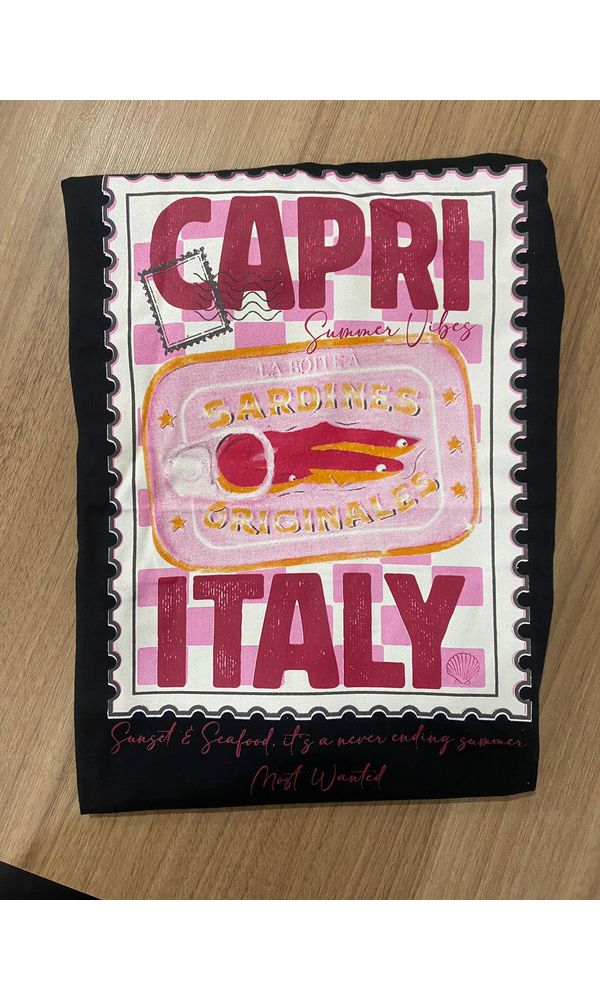 CAPRI
Summer Vibes
LA BOITE À
SARDINES
ORIGINALES
ITALY
Sunset & Seafood, it's a never ending summer
Most Wanted